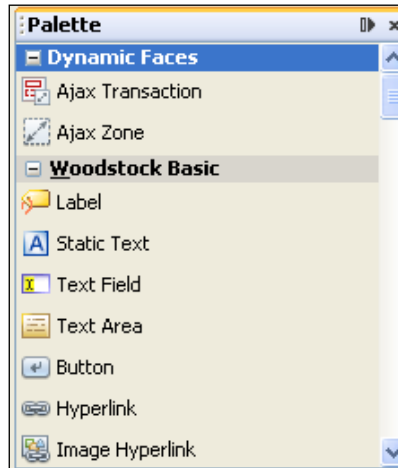 Palette
Dynamic Faces
Ajax Transaction
Ajax Zone
Woodstock Basic
Label
Static Text
Text Field
Text Area
Button
Hyperlink
Image Hyperlink